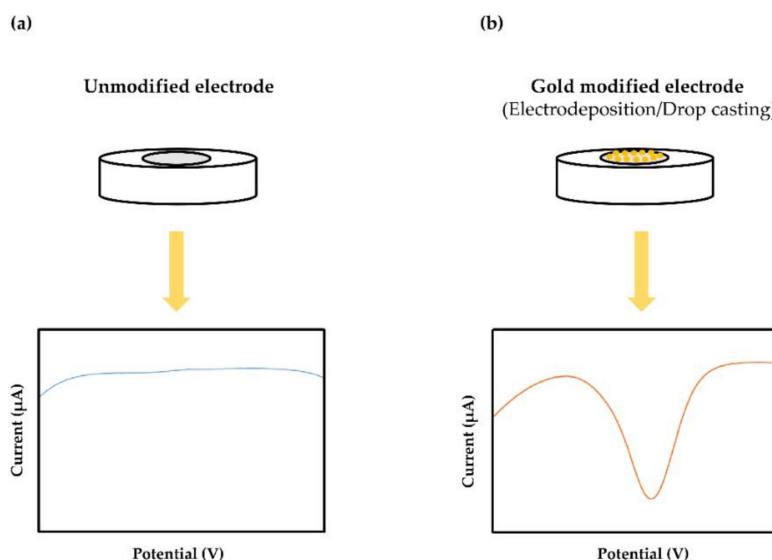 (a)
Unmodified electrode
Current (μA)
Potential (V)
(b)
Gold modified electrode
(Electrodeposition/Drop casting)
Current (μA)
Potential (V)